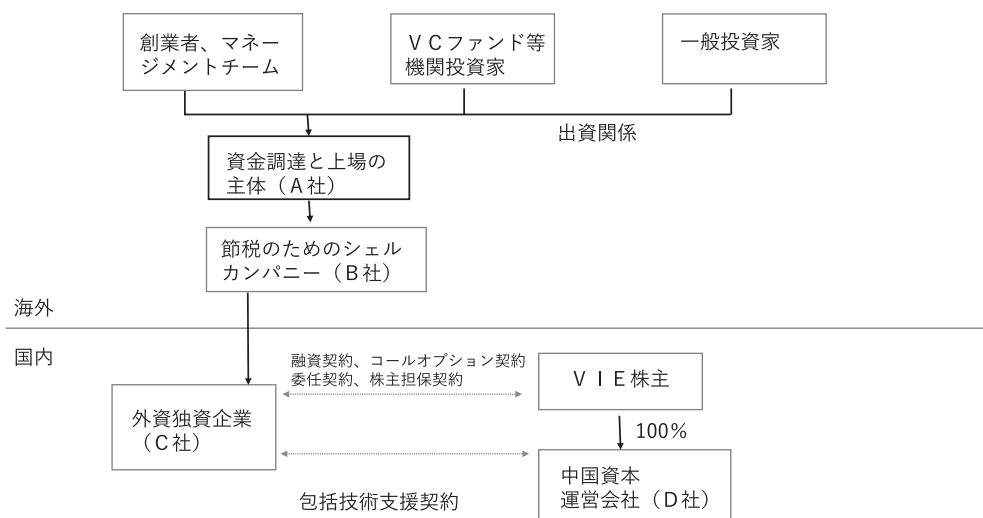 創業者、マネー
ジメントチーム
ＶＣファンド等
機関投資家
一般投資家
出資関係
資金調達と上場の
主体（Ａ社）
節税のためのシェル
カンパニー（Ｂ社）
海外
国内
融資契約、コールオプション契約
委任契約、株主担保契約
ＶＩＥ株主
外資独資企業
（Ｃ社）
100%
中国資本
運営会社（Ｄ社）
包括技術支援契約